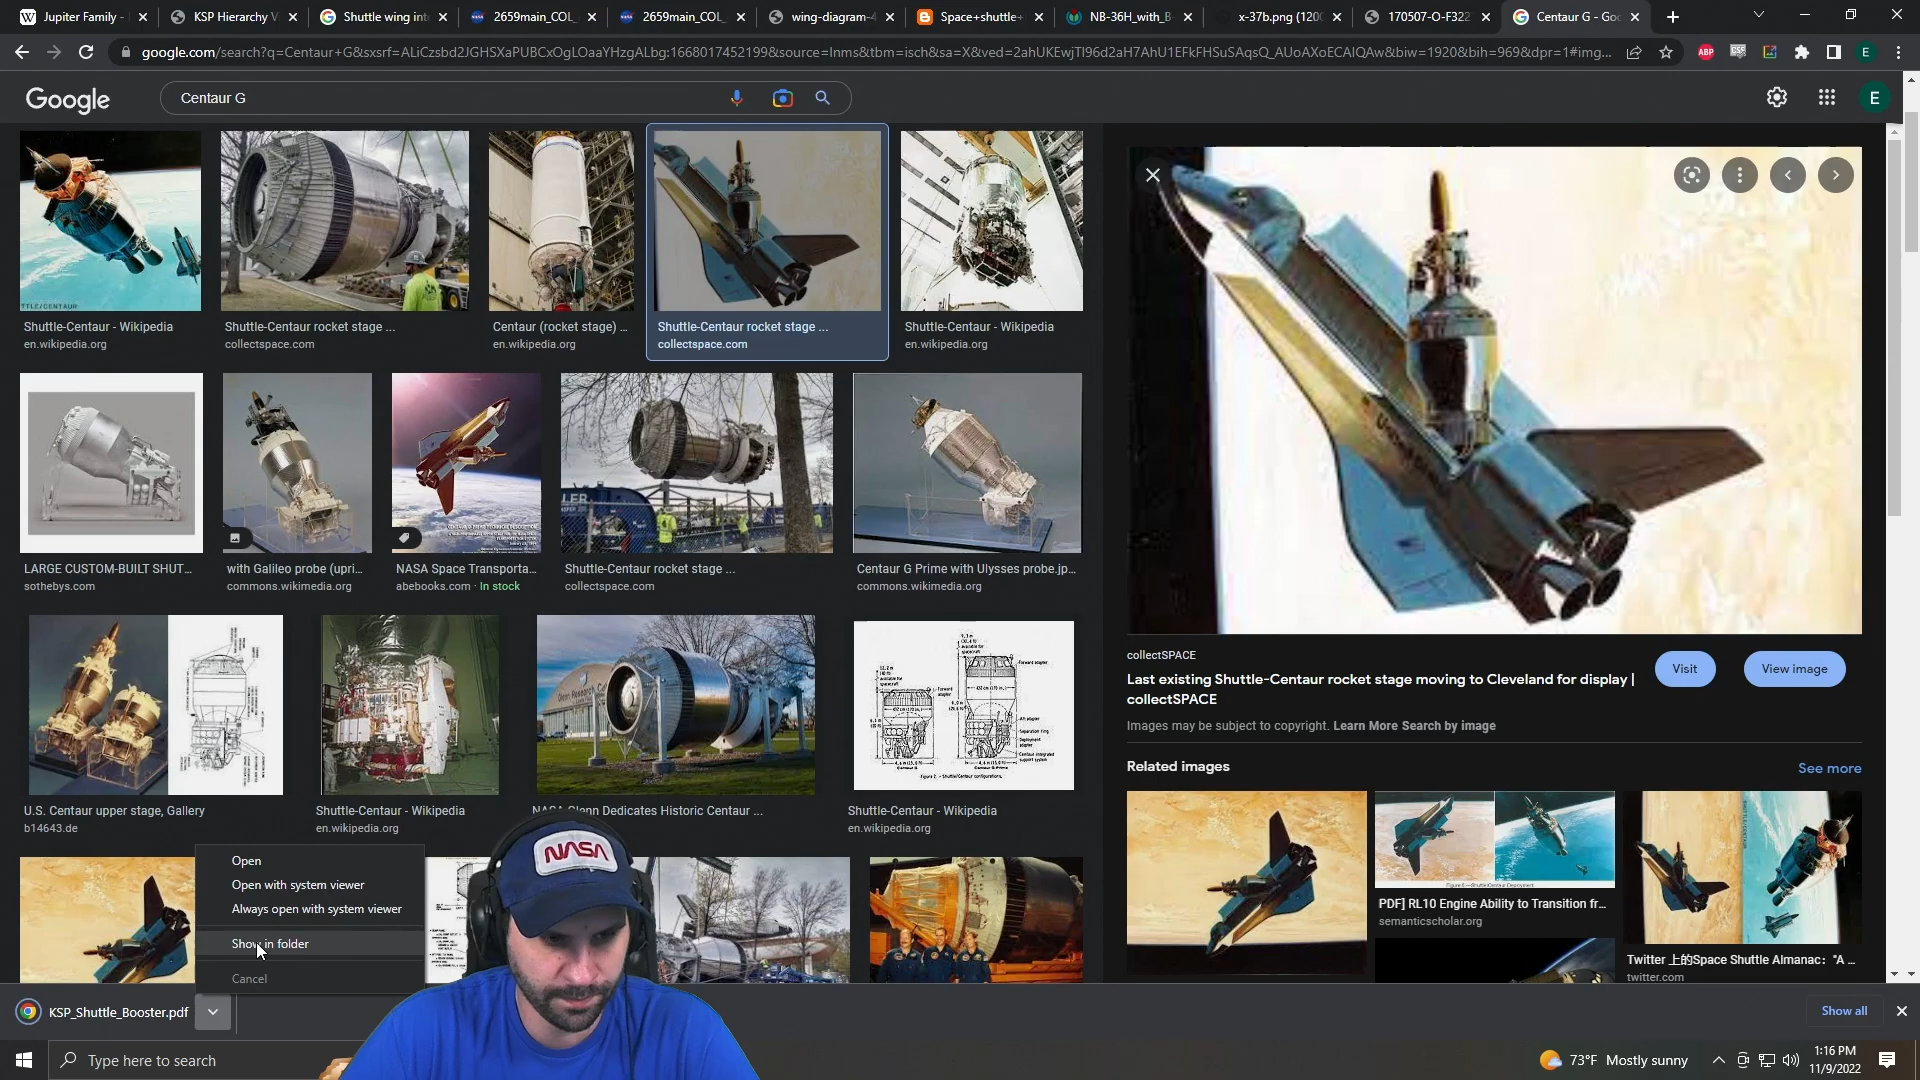 Jupiter Family -
KSP Hierarchy V
Shuttle wing int
2659main_COL_
2659main_COL_
wing-diagram-4
Space+shuttle+
NB-36H_with_B-
x-37b.png (1200
170507-O-F322
Centaur G - Goo
google.com/search?q=Centaur+G&sxsrf=ALiCzsbd2JGHSXaPUBCxOgLOaaYHzgALbg:1668017452199&source=lnms&tbm=isch&sa=X&ved=2ahUKEwjTl96d2aH7AhU1EFkFHSuSAqsQ_AUoAXoECAIQAw&biw=1920&bih=969&dpr=1#img...
ABP
E
Google
Centaur G
E
TTLE/CENTAUR
Shuttle-Centaur - Wikipedia
en.wikipedia.org
Shuttle-Centaur rocket stage ...
collectspace.com
Centaur (rocket stage) ...
en.wikipedia.org
Shuttle-Centaur rocket stage ...
collectspace.com
Shuttle-Centaur - Wikipedia
en.wikipedia.org
LARGE CUSTOM-BUILT SHUT...
sothebys.com
with Galileo probe (upri...
commons.wikimedia.org
NASA Space Transporta...
abebooks.com · In stock
Shuttle-Centaur rocket stage ...
collectspace.com
Centaur G Prime with Ulysses probe.jp...
commons.wikimedia.org
collectSPACE
Last existing Shuttle-Centaur rocket stage moving to Cleveland for display |
collectSPACE
Images may be subject to copyright. Learn More Search by image
Visit
View image
Related images
See more
U.S. Centaur upper stage, Gallery
b14643.de
Shuttle-Centaur - Wikipedia
en.wikipedia.org
NASA Glenn Dedicates Historic Centaur ...
Shuttle-Centaur - Wikipedia
en.wikipedia.org
Open
Open with system viewer
Always open with system viewer
Show in folder
Cancel
NASA
PDF] RL10 Engine Ability to Transition fr...
semanticscholar.org
Twitter 上的Space Shuttle Almanac: "A ...
twitter.com
KSP_Shuttle_Booster.pdf
Show all
Type here to search
73°F Mostly sunny
1:16 PM
11/9/2022